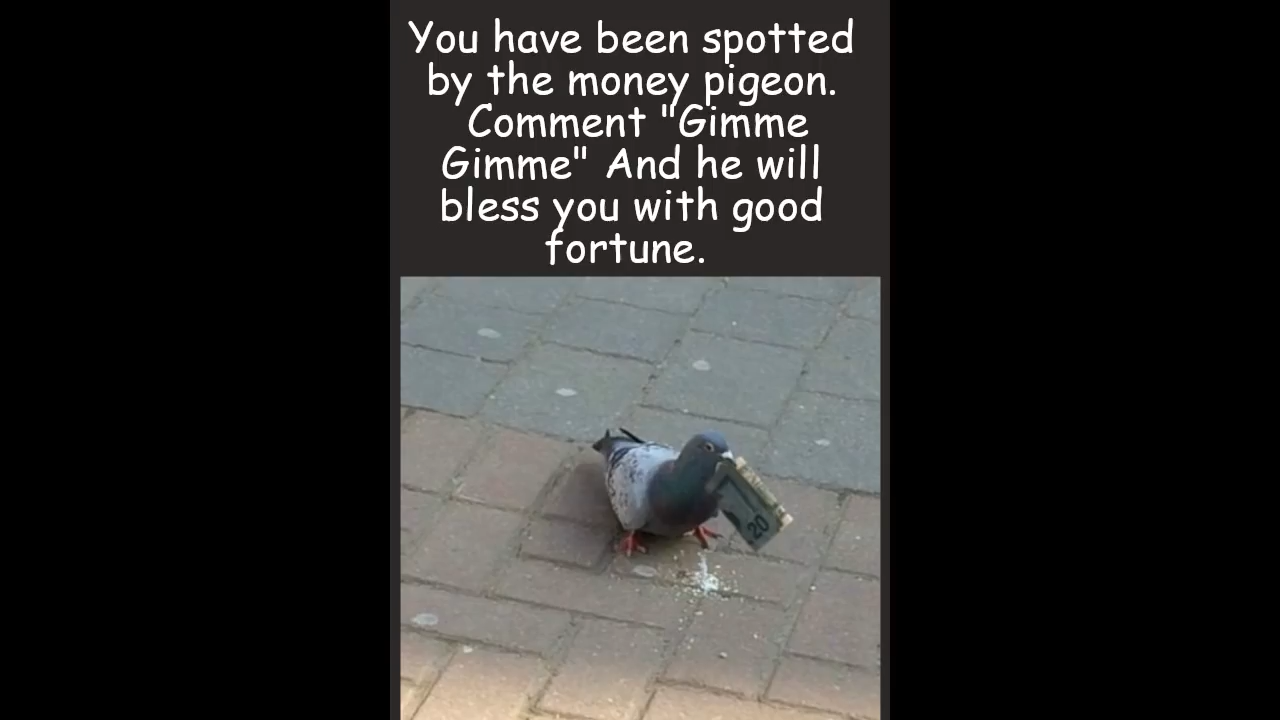 You have been spotted
by the money pigeon.
Comment "Gimme
Gimme" And he will
bless you with good
fortune.
20